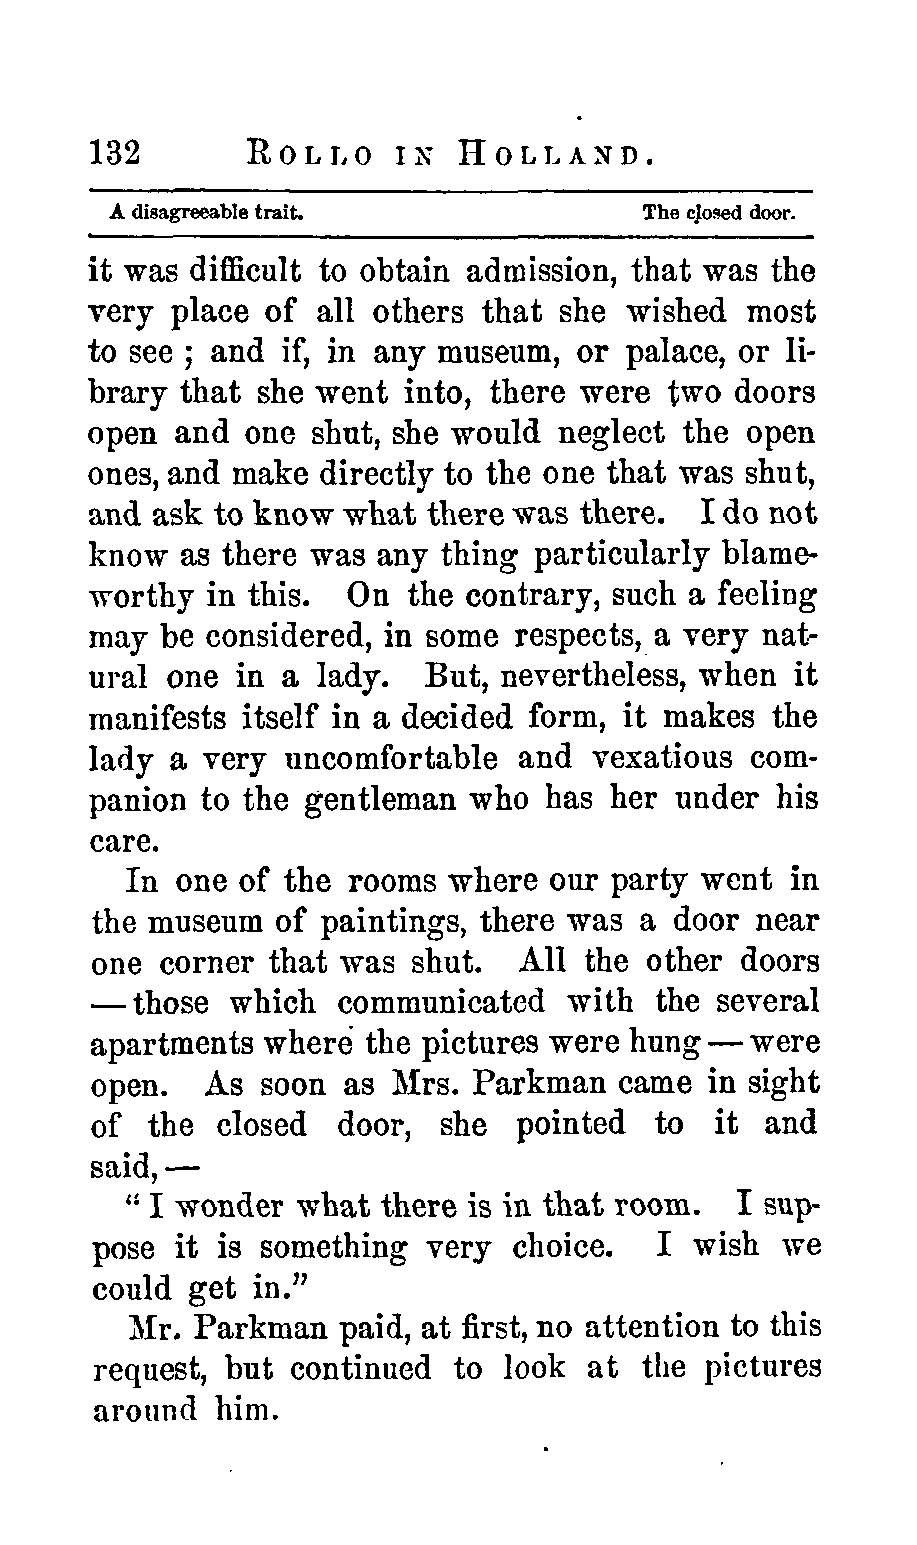 132 ROLLO IN HOLLAND.
A disagreeable trait. The closed door.
it was difficult to obtain admission, that was the
very place of all others that she wished most
to see ; and if, in any museum, or palace, or li-
brary that she went into, there were two doors
open and one shut, she would neglect the open
ones, and make directly to the one that was shut,
and ask to know what there was there. I do not
know as there was any thing particularly blame-
worthy in this. On the contrary, such a feeling
may be considered, in some respects, a very nat-
ural one in a lady. But, nevertheless, when it
manifests itself in a decided form, it makes the
lady a very uncomfortable and vexatious com-
panion to the gentleman who has her under his
care.
In one of the rooms where our party went in
the museum of paintings, there was a door near
one corner that was shut. All the other doors
— those which communicated with the several
apartments where the pictures were hung — were
open. As soon as Mrs. Parkman came in sight
of the closed door, she pointed to it and
said, —
“ I wonder what there is in that room. I sup-
pose it is something very choice. I wish we
could get in.”
Mr. Parkman paid, at first, no attention to this
request, but continued to look at the pictures
around him.